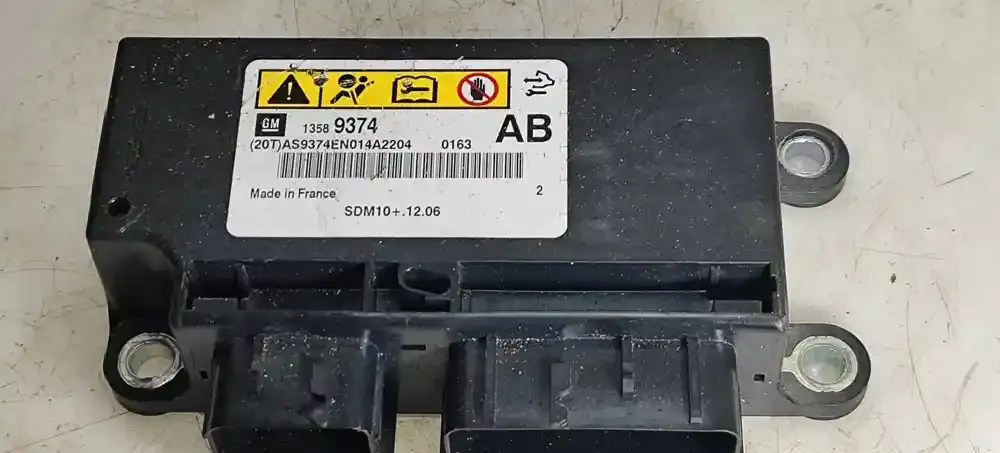 GM 1358 9374 AB
(20T)AS9374EN014A2204 0163
Made in France 2
SDM10+.12.06